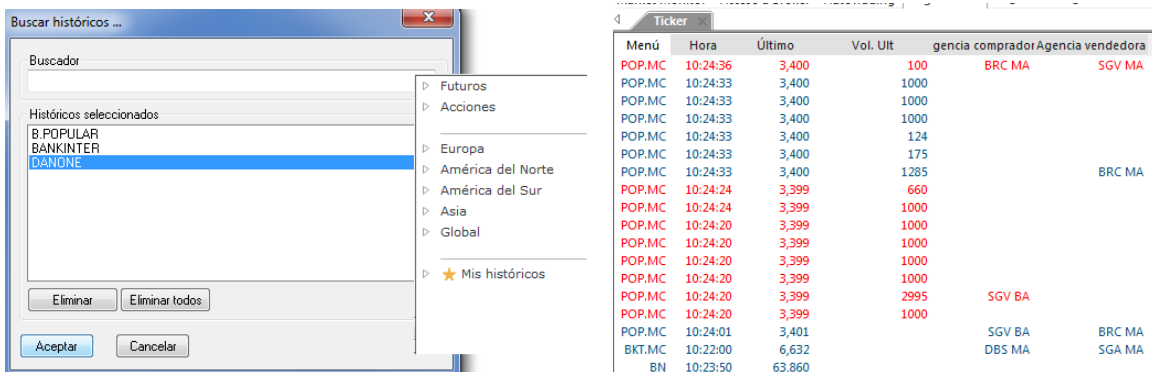 Buscar históricos ...
Buscador
Históricos seleccionados
B.POPULAR
BANKINTER
DANONE
Eliminar Eliminar todos
Aceptar Cancelar
Futuros
Acciones
Europa
América del Norte
América del Sur
Asia
Global
Mis históricos
Ticker
Menú Hora Último Vol. Ult gencia comprador Agencia vendedora
POP.MC 10:24:36 3,400 100 BRC MA SGV MA
POP.MC 10:24:33 3,400 1000
POP.MC 10:24:33 3,400 1000
POP.MC 10:24:33 3,400 1000
POP.MC 10:24:33 3,400 124
POP.MC 10:24:33 3,400 175
POP.MC 10:24:33 3,400 1285 BRC MA
POP.MC 10:24:24 3,399 660
POP.MC 10:24:24 3,399 1000
POP.MC 10:24:20 3,399 1000
POP.MC 10:24:20 3,399 1000
POP.MC 10:24:20 3,399 1000
POP.MC 10:24:20 3,399 1000
POP.MC 10:24:20 3,399 2995 SGV BA
POP.MC 10:24:20 3,399 1000
POP.MC 10:24:01 3,401 SGV BA BRC MA
BKT.MC 10:22:00 6,632 DBS MA SGA MA
BN 10:23:50 63.860